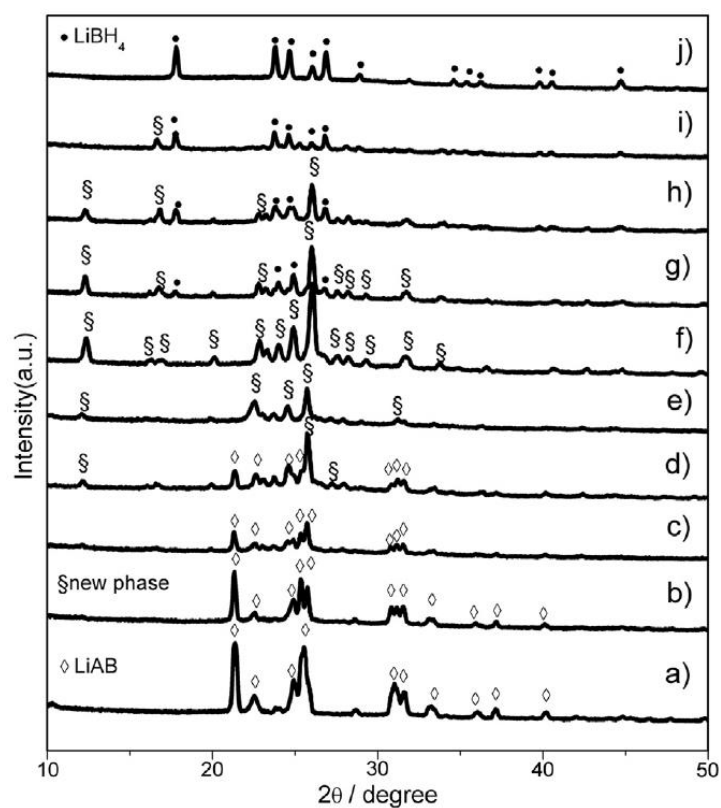 • LiBH₄
j)
§
i)
§
§
§
§
h)
§
§
§
§
§
§
§
g)
§
§ §
§
§
§
§
§
§
§
§
§
f)
§
§
§
§
e)
§
§
§
d)
c)
§new phase
b)
◊ LiAB
a)
Intensity(a.u.)
10
20
30
40
50
2θ / degree